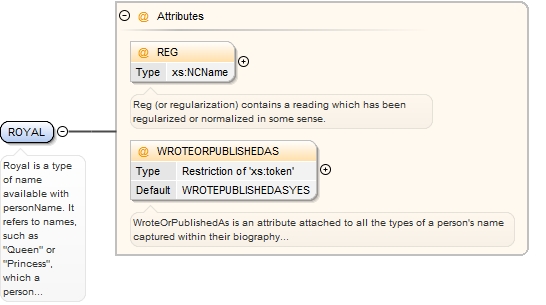 @ Attributes
@ REG
Type xs:NCName
Reg (or regularization) contains a reading which has been
regularized or normalized in some sense.
ROYAL
Royal is a type
of name
available with
personName. It
refers to names,
such as
"Queen" or
"Princess",
which a
person...
@ WROTEORPUBLISHEDAS
Type Restriction of 'xs:token'
Default WROTEPUBLISHEDASYES
WroteOrPublishedAs is an attribute attached to all the types of a person's name
captured within their biography...